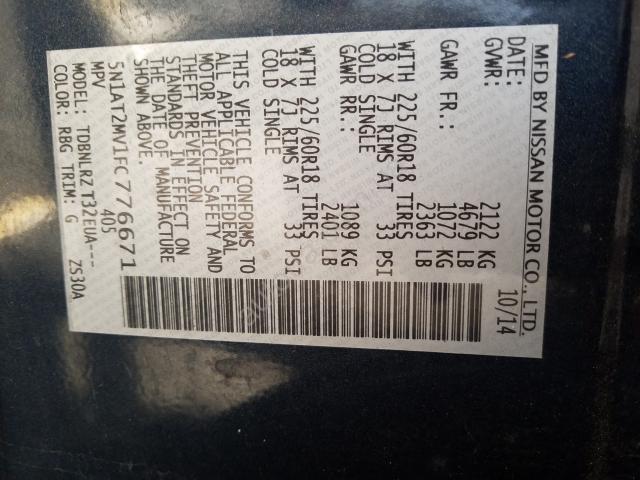 MFD BY NISSAN MOTOR CO., LTD.
DATE: 10/14
GVWR: 2122 KG
4679 LB
GAWR FR.: 1072 KG
2363 LB
WITH 225/60R18 TIRES
18 X 7J RIMS AT 33 PSI
COLD SINGLE
GAWR RR.: 1089 KG
2401 LB
WITH 225/60R18 TIRES
18 X 7J RIMS AT 33 PSI
COLD SINGLE
THIS VEHICLE CONFORMS TO
ALL APPLICABLE FEDERAL
MOTOR VEHICLE SAFETY AND
THEFT PREVENTION
STANDARDS IN EFFECT ON
THE DATE OF MANUFACTURE
SHOWN ABOVE.
5N1AT2MV1FC776671
MPV 405
MODEL: TDBNLRZ T32EUA---
COLOR: RBG TRIM: G ZS30A